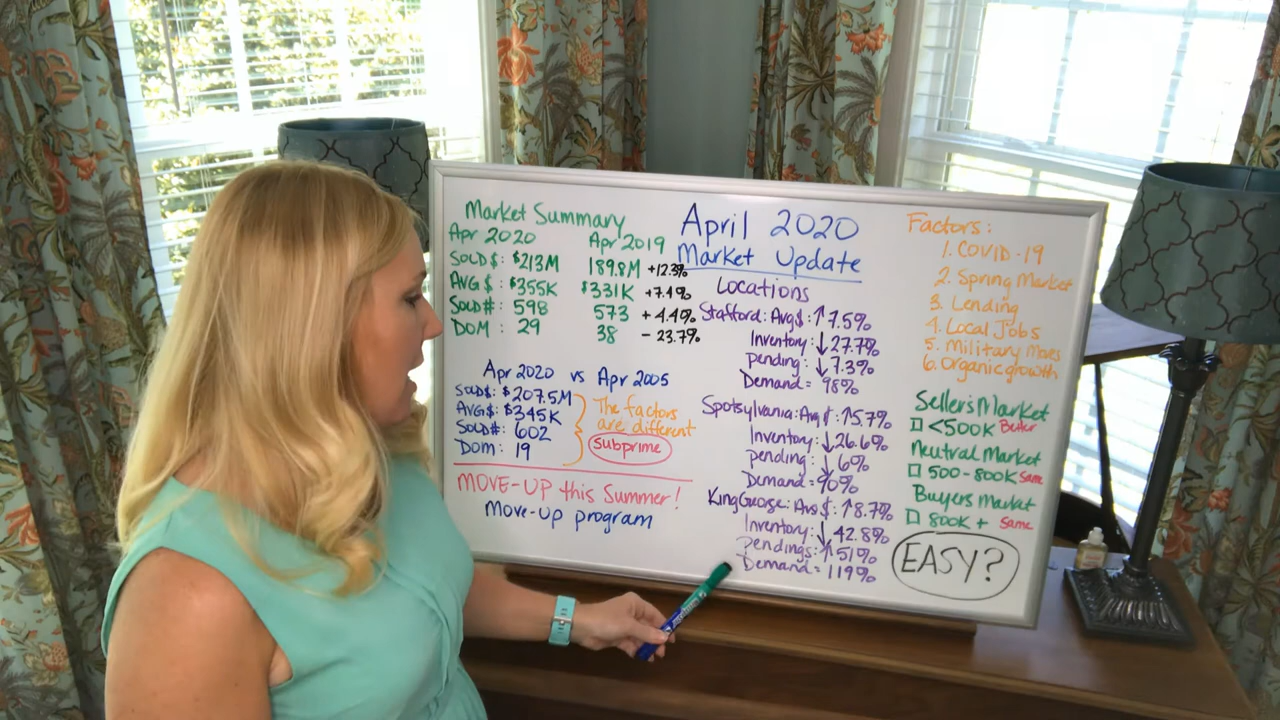 Market Summary
Apr 2020 Apr 2019
SOLD $: $213M 189.8M +12.3%
AVG $: $355K $331K +7.4%
SOLD#: 598 573 +4.4%
DOM: 29 38 - 23.7%
Apr 2020 vs Apr 2005
SOLD$: $207.5M
AVG$: $345K
SOLD#: 602
DOM: 19
The factors
are different
subprime
MOVE-UP this Summer!
Move-up program
April 2020
Market Update
Locations
Stafford: Avg$: ↑7.5%
Inventory: ↓27.7%
pending: ↓7.3%
Demand= 98%
Spotsylvania: Avg $: ↑5.7%
Inventory: ↓26.6%
pending: ↓6%
Demand= 90%
King George: Avg $: ↑8.7%
Inventory: ↓42.8%
Pendings: ↑51%
Demand= 119%
Factors:
1. COVID-19
2. Spring Market
3. Lending
4. Local Jobs
5. Military Moves
6. Organic growth
Seller's Market
<500K Better
Neutral Market
500-800K Same
Buyers Market
800K + Same
EASY?